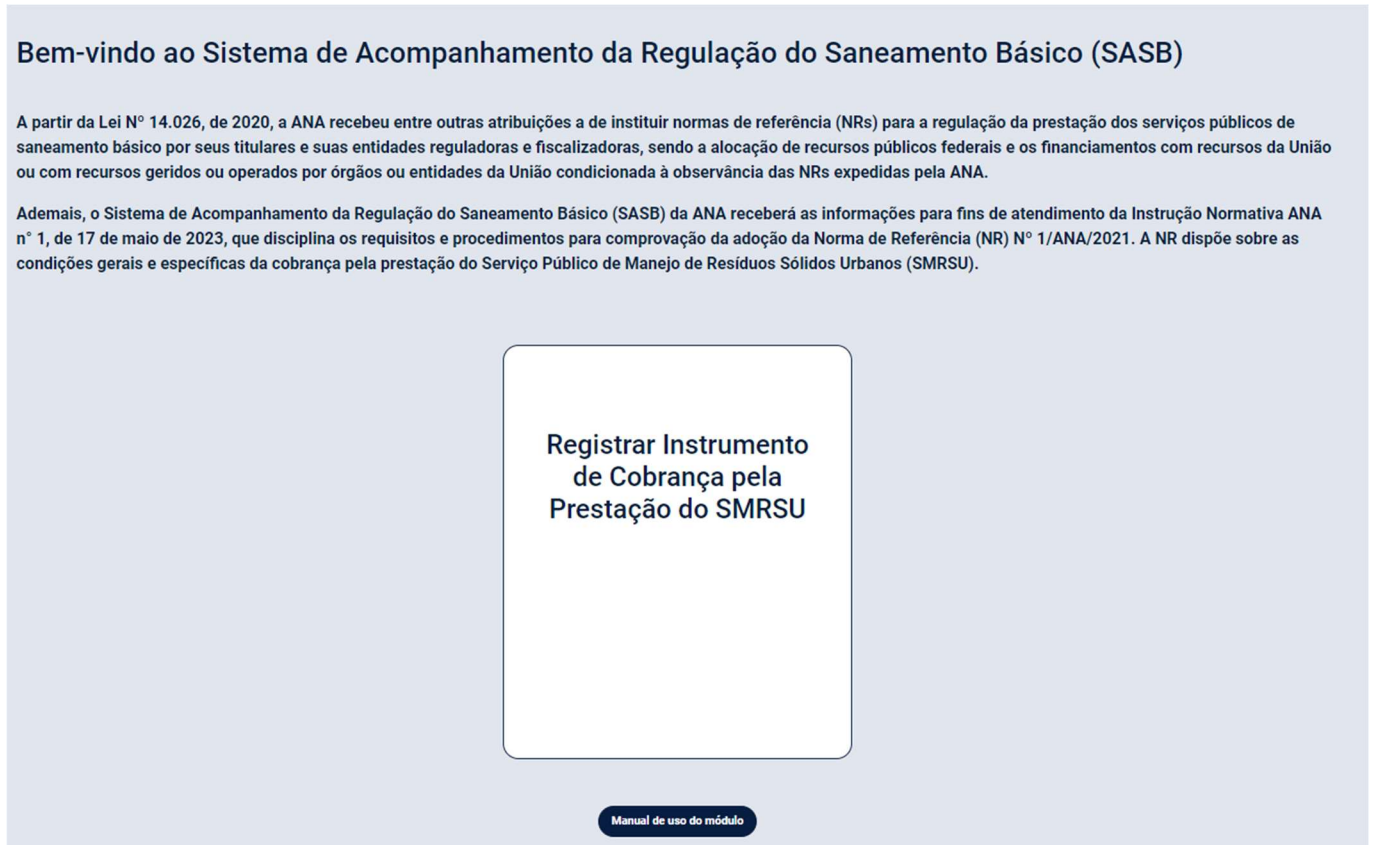 Bem-vindo ao Sistema de Acompanhamento da Regulação do Saneamento Básico (SASB)
A partir da Lei Nº 14.026, de 2020, a ANA recebeu entre outras atribuições a de instituir normas de referência (NRs) para a regulação da prestação dos serviços públicos de
saneamento básico por seus titulares e suas entidades reguladoras e fiscalizadoras, sendo a alocação de recursos públicos federais e os financiamentos com recursos da União
ou com recursos geridos ou operados por órgãos ou entidades da União condicionada à observância das NRs expedidas pela ANA.
Ademais, o Sistema de Acompanhamento da Regulação do Saneamento Básico (SASB) da ANA receberá as informações para fins de atendimento da Instrução Normativa ANA
n° 1, de 17 de maio de 2023, que disciplina os requisitos e procedimentos para comprovação da adoção da Norma de Referência (NR) Nº 1/ANA/2021. A NR dispõe sobre as
condições gerais e específicas da cobrança pela prestação do Serviço Público de Manejo de Resíduos Sólidos Urbanos (SMRSU).
Registrar Instrumento
de Cobrança pela
Prestação do SMRSU
Manual de uso do módulo